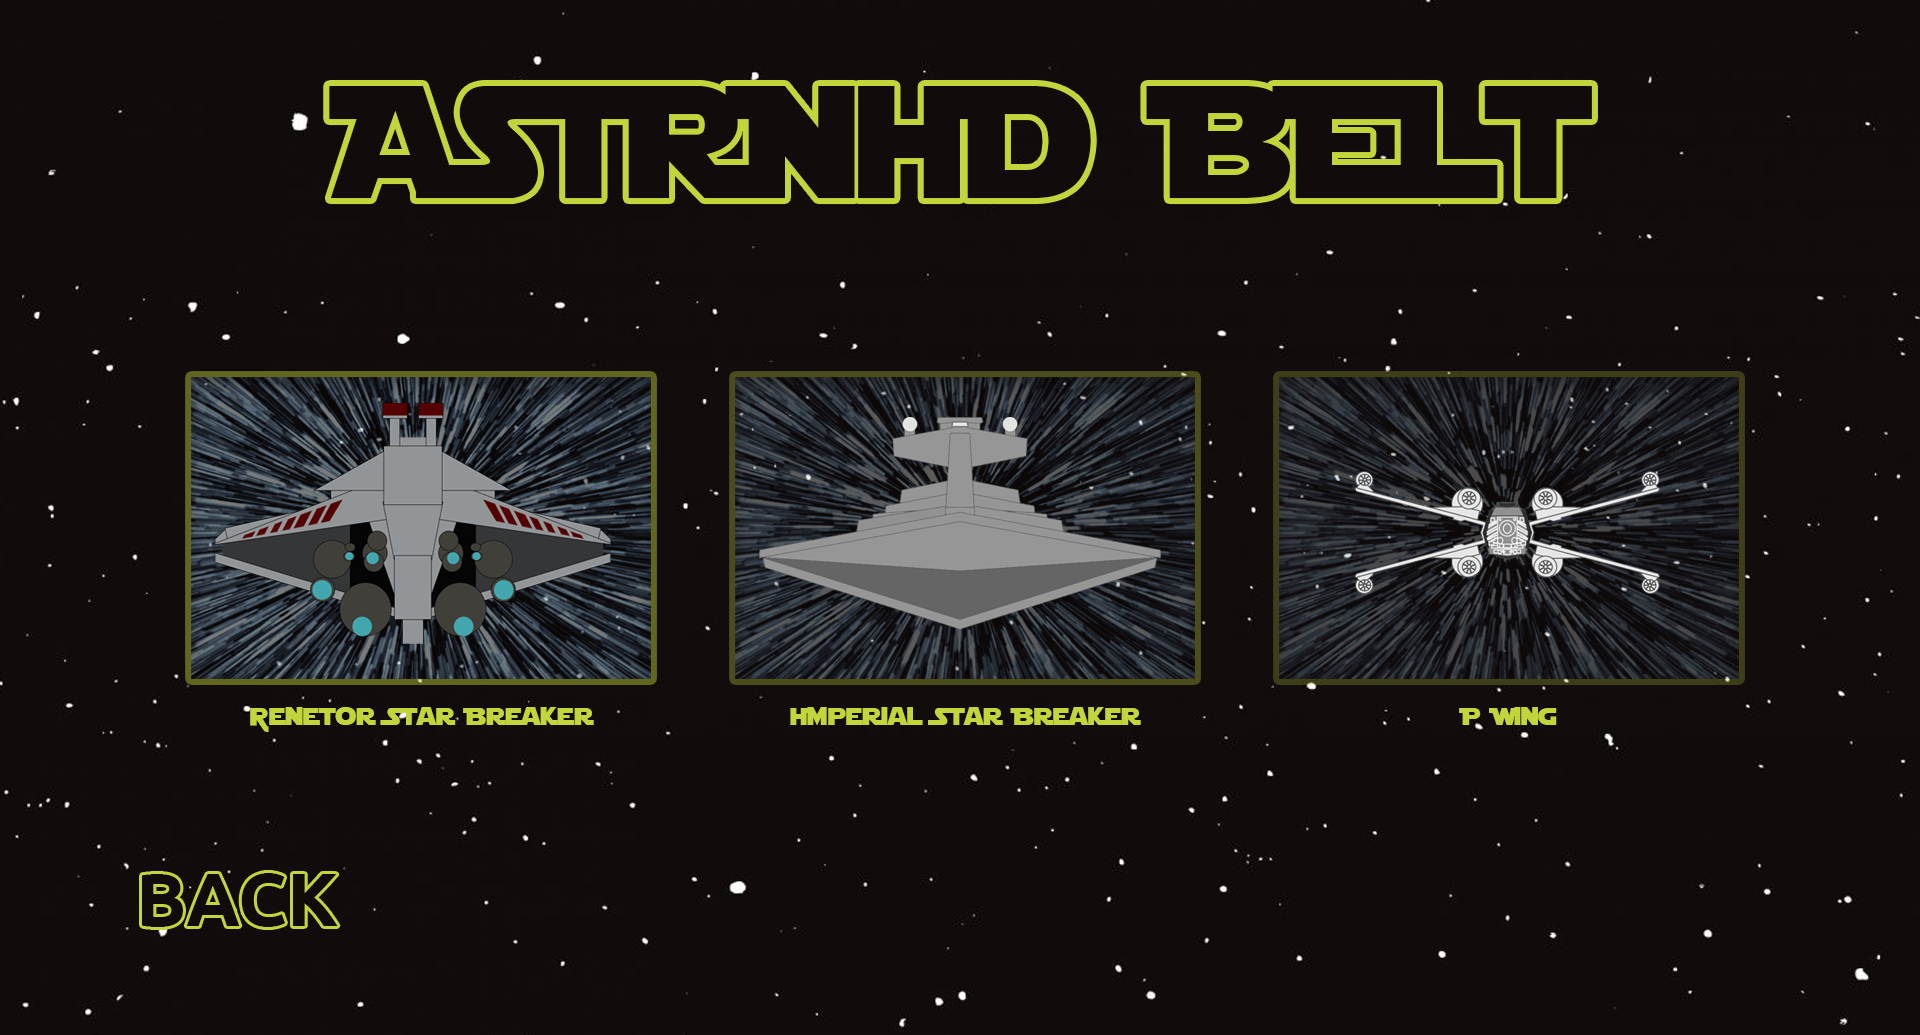 ASTRNHD BELT
RENETOR STAR BREAKER
HMPERIAL STAR BREAKER
P WING
BACK